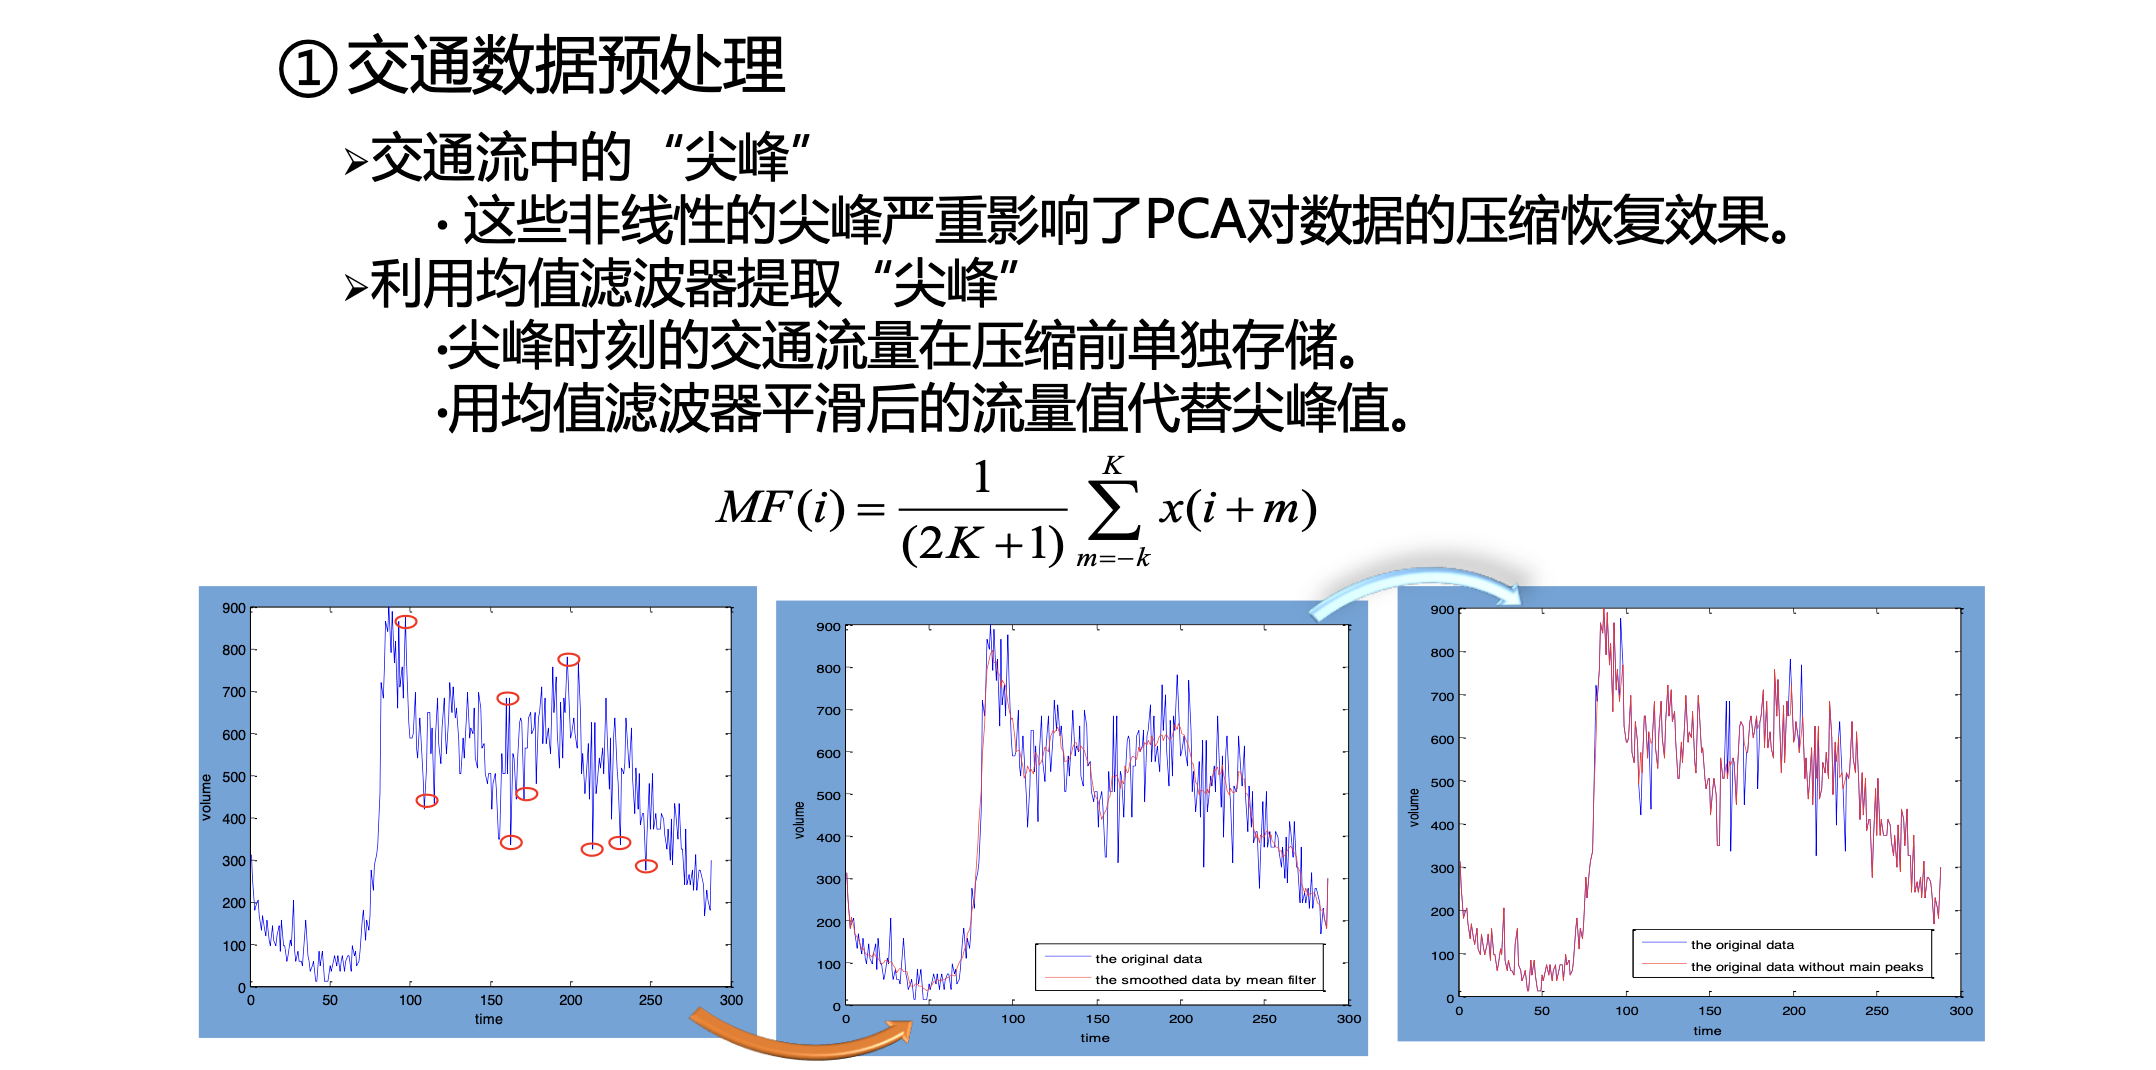 ①交通数据预处理
➢交通流中的“尖峰”
• 这些非线性的尖峰严重影响了PCA对数据的压缩恢复效果。
➢利用均值滤波器提取“尖峰”
•尖峰时刻的交通流量在压缩前单独存储。
•用均值滤波器平滑后的流量值代替尖峰值。
MF(i) = \frac{1}{(2K+1)} \sum_{m=-k}^{K} x(i+m)
900
800
700
600
500
400
300
200
100
0
volume
0 50 100 150 200 250 300
time
900
800
700
600
500
400
300
200
100
0
volume
the original data
the smoothed data by mean filter
0 50 100 150 200 250 300
time
900
800
700
600
500
400
300
200
100
0
volume
the original data
the original data without main peaks
0 50 100 150 200 250 300
time